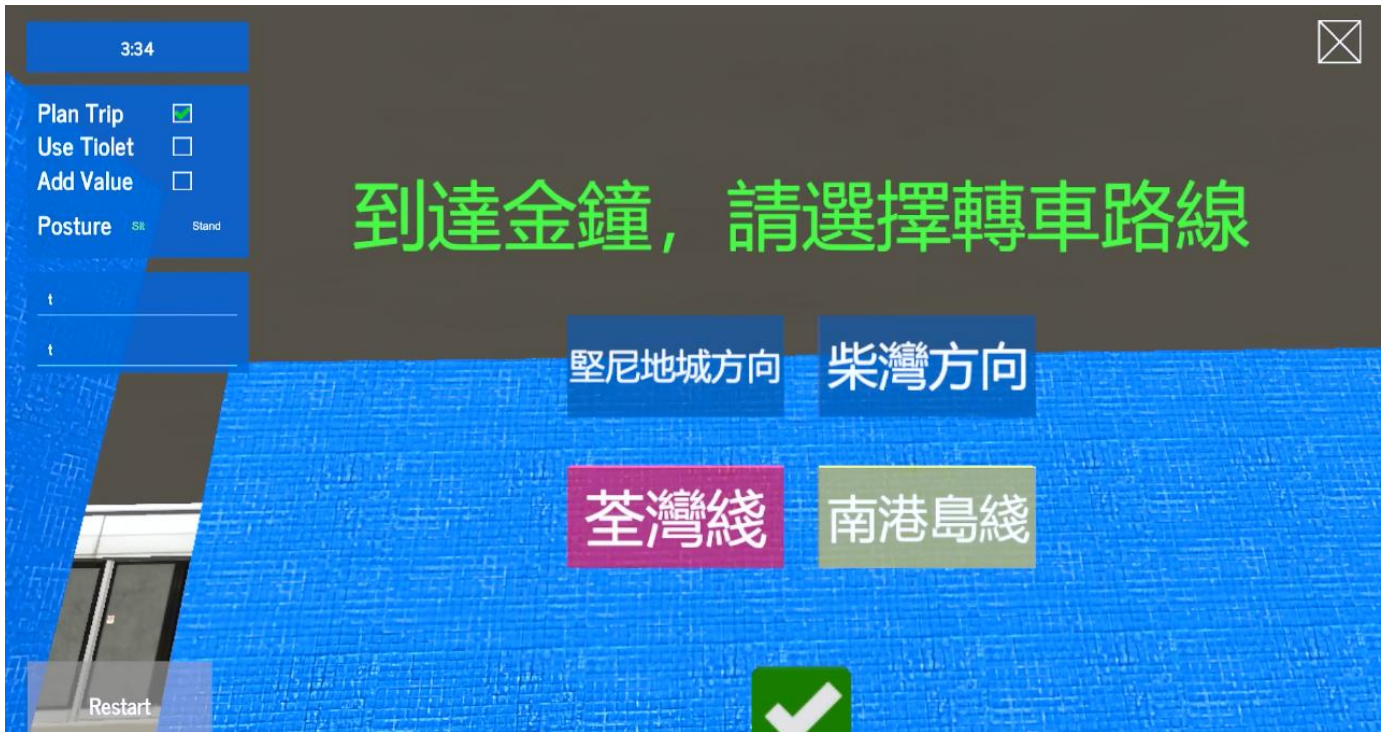 3:34
Plan Trip
Use Tiolet
Add Value
Posture Sit Stand
t
t
到達金鐘，請選擇轉車路線
堅尼地城方向 柴灣方向
荃灣綫 南港島綫
Restart